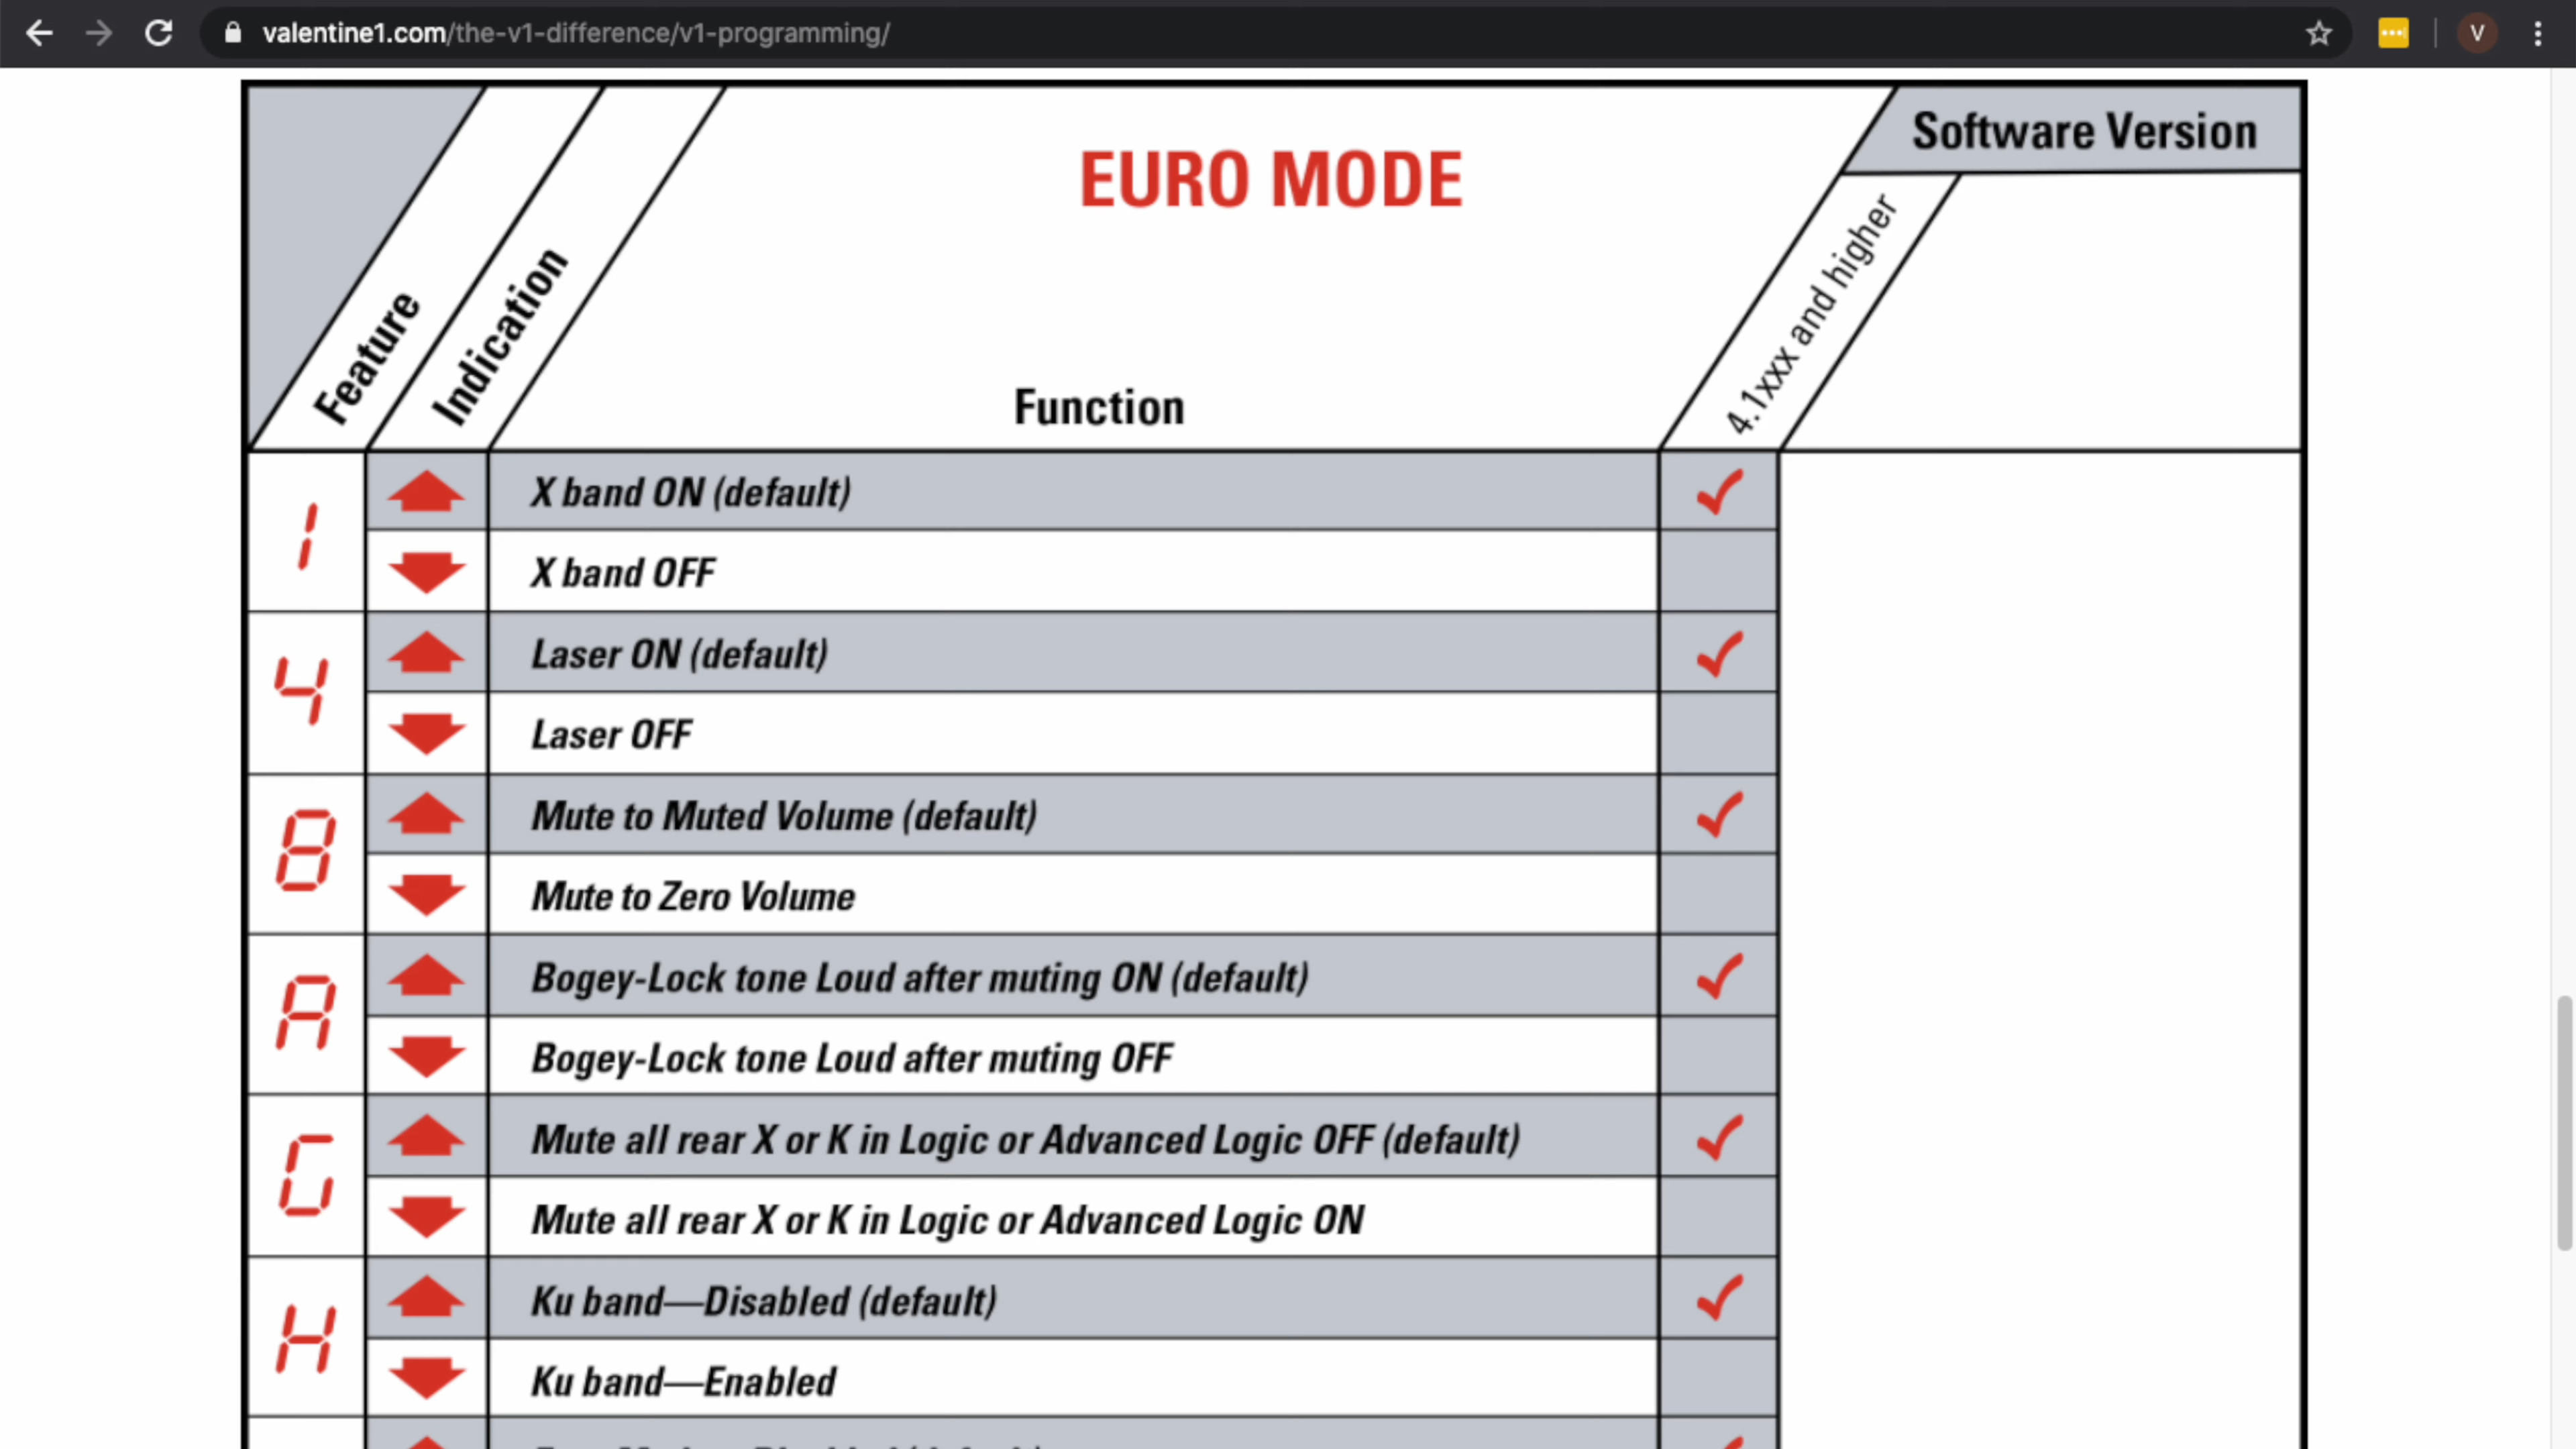 valentine1.com/the-v1-difference/v1-programming/
V
EURO MODE
Software Version
Feature
Indication
Function
4.1xxx and higher
1
X band ON (default)
X band OFF
4
Laser ON (default)
Laser OFF
8
Mute to Muted Volume (default)
Mute to Zero Volume
A
Bogey-Lock tone Loud after muting ON (default)
Bogey-Lock tone Loud after muting OFF
G
Mute all rear X or K in Logic or Advanced Logic OFF (default)
Mute all rear X or K in Logic or Advanced Logic ON
H
Ku band—Disabled (default)
Ku band—Enabled